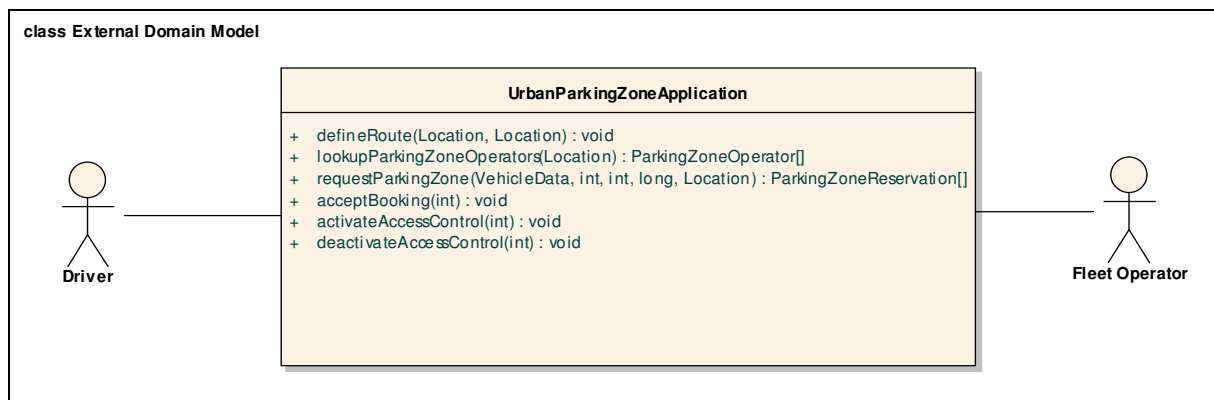 class External Domain Model
UrbanParkingZoneApplication
+ defineRoute(Location, Location) : void
+ lookupParkingZoneOperators(Location) : ParkingZoneOperator[]
+ requestParkingZone(VehicleData, int, int, long, Location) : ParkingZoneReservation[]
+ acceptBooking(int) : void
+ activateAccessControl(int) : void
+ deactivateAccessControl(int) : void
Driver
Fleet Operator